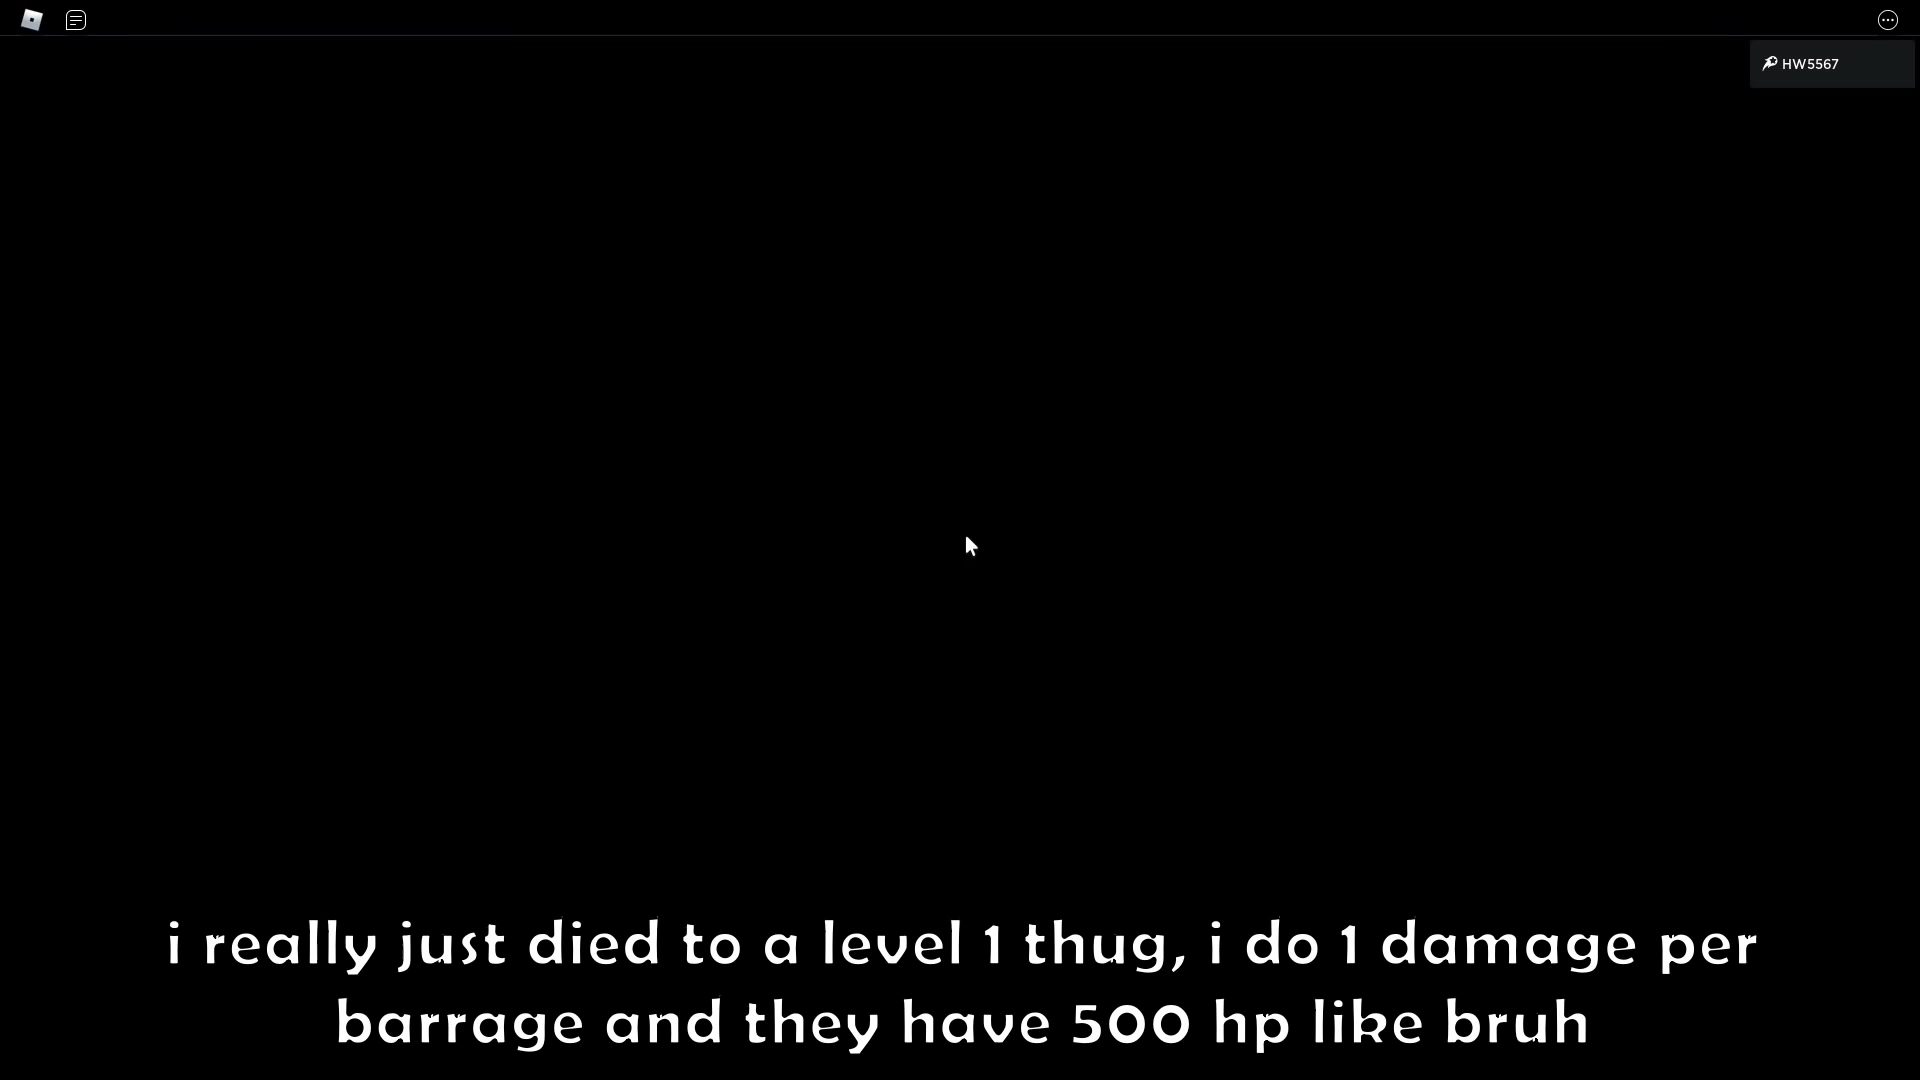 HW5567
i really just died to a level 1 thug, i do 1 damage per
barrage and they have 500 hp like bruh